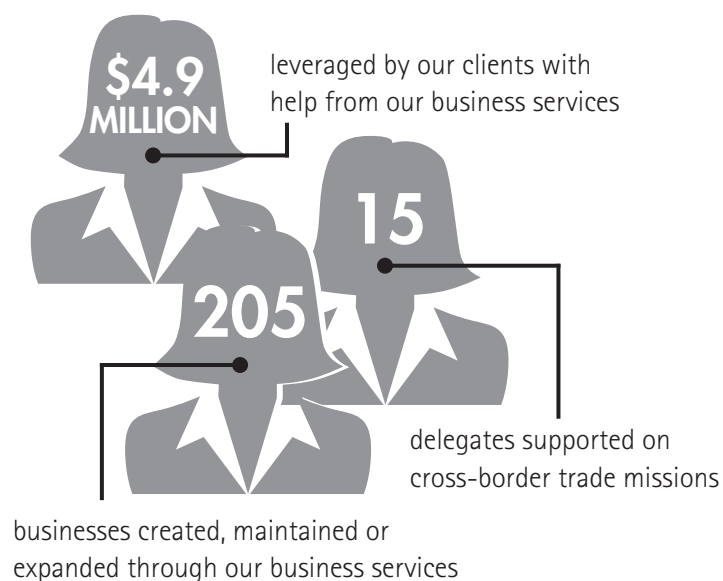 $4.9
MILLION
leveraged by our clients with
help from our business services
15
delegates supported on
cross-border trade missions
205
businesses created, maintained or
expanded through our business services